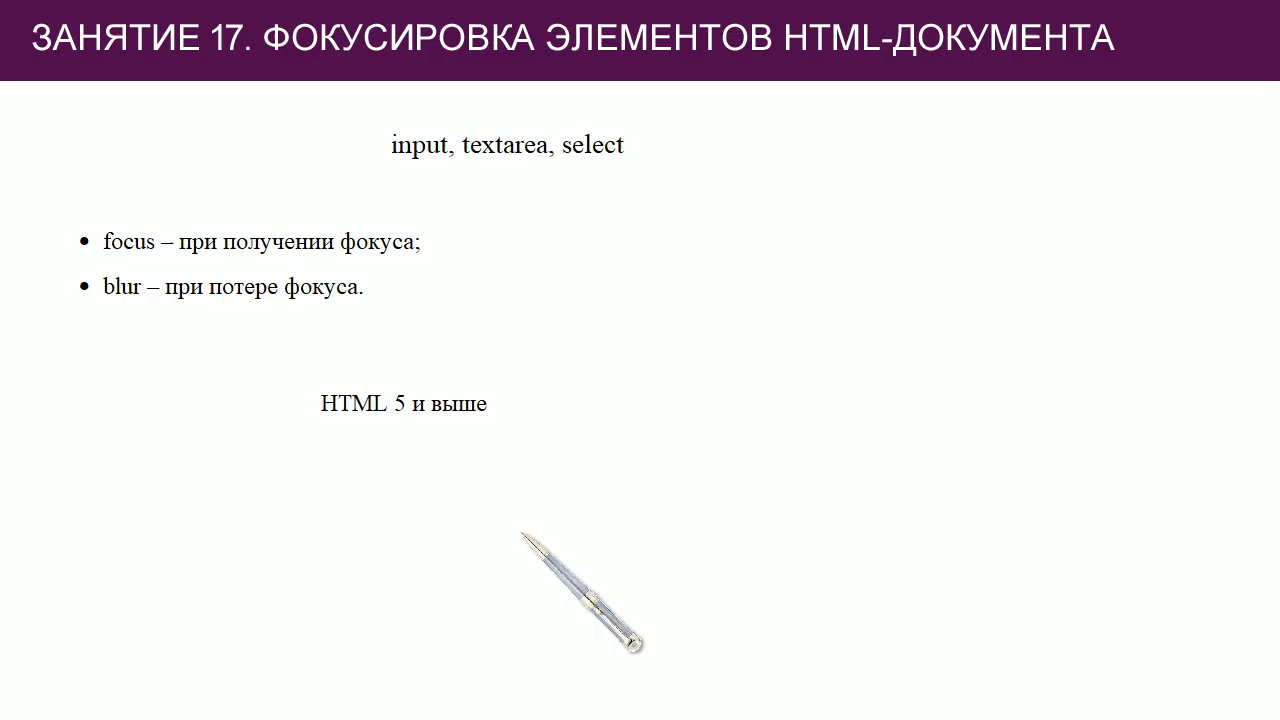 ЗАНЯТИЕ 17. ФОКУСИРОВКА ЭЛЕМЕНТОВ HTML-ДОКУМЕНТА
input, textarea, select
• focus – при получении фокуса;
• blur – при потере фокуса.
HTML 5 и выше